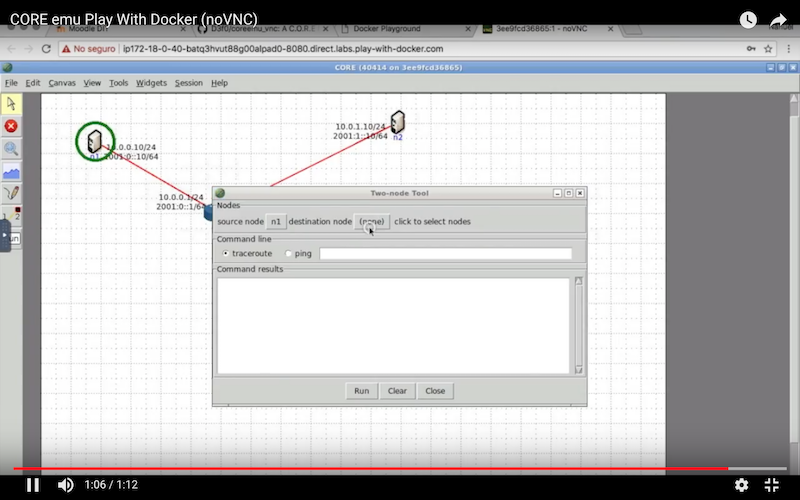 CORE emu Play With Docker (noVNC)
Moodle DIT
D3f0/coreemu_vnc: A C.O.R.E
Docker Playground
3ee9fcd36865:1 - noVNC
No seguro
ip172-18-0-40-batq3hvut88g00alpad0-8080.direct.labs.play-with-docker.com
CORE (40414 on 3ee9fcd36865)
File Edit Canvas View Tools Widgets Session Help
10.0.1.10/24
2001:1::10/64
n2
10.0.0.10/24
n1 2001:0::10/64
10.0.0.1/24
2001:0::1/64
Two-node Tool
Nodes
source node n1 destination node (none) click to select nodes
Command line
traceroute ping
Command results
Run Clear Close
1:06 / 1:12